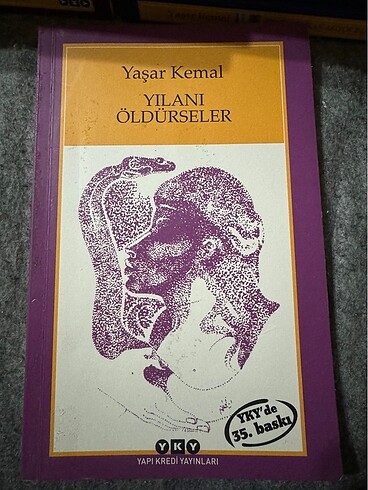 Yaşar Kemal
YILANI
ÖLDÜRSELER
YKY'de
35. baskı
YKY
YAPI KREDİ YAYINLARI